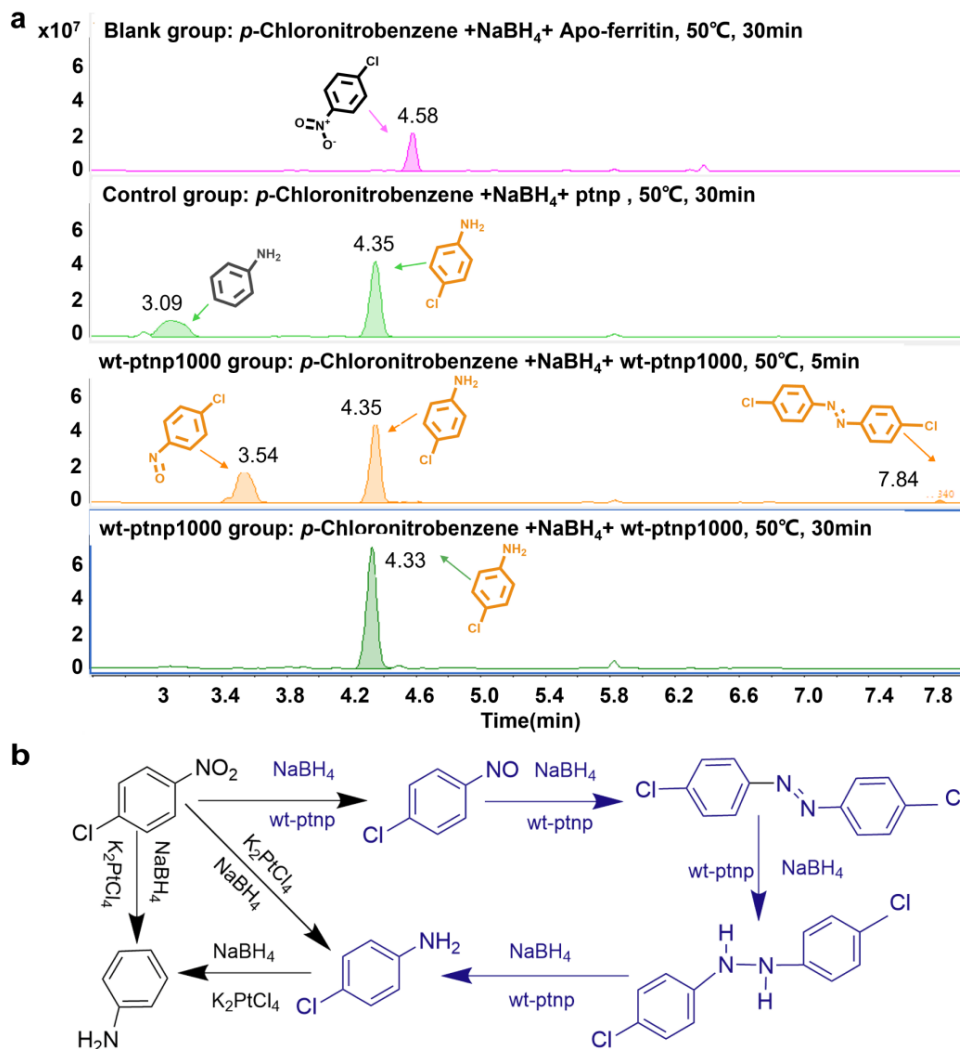 a
x10⁷
Blank group: p-Chloronitrobenzene +NaBH₄+ Apo-ferritin, 50℃, 30min
6
4
2
0
Cl
N⁺
O
O⁻
4.58
Control group: p-Chloronitrobenzene +NaBH₄+ ptnp , 50℃, 30min
6
4
2
0
3.09
NH₂
4.35
NH₂
Cl
wt-ptnp1000 group: p-Chloronitrobenzene +NaBH₄+ wt-ptnp1000, 50℃, 5min
6
4
2
0
Cl
N
O
3.54
4.35
NH₂
Cl
Cl
N
N
Cl
7.84
wt-ptnp1000 group: p-Chloronitrobenzene +NaBH₄+ wt-ptnp1000, 50℃, 30min
6
4
2
0
4.33
NH₂
Cl
3 3.4 3.8 4.2 4.6 5.0 5.4 5.8 6.2 6.6 7.0 7.4 7.8
Time(min)
b
NO₂
Cl
NaBH₄
wt-ptnp
NO
Cl
NaBH₄
wt-ptnp
Cl
N
N
Cl
K₂PtCl₄
NaBH₄
K₂PtCl₄
NaBH₄
wt-ptnp
NaBH₄
H₂N
NaBH₄
K₂PtCl₄
NH₂
Cl
NaBH₄
wt-ptnp
H
N
N
H
Cl
Cl